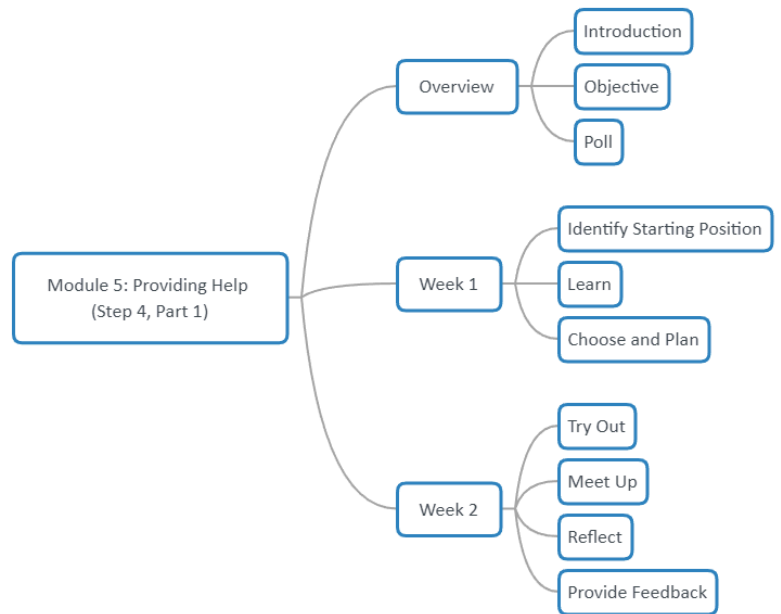 Module 5: Providing Help
(Step 4, Part 1)
Overview
Introduction
Objective
Poll
Week 1
Identify Starting Position
Learn
Choose and Plan
Week 2
Try Out
Meet Up
Reflect
Provide Feedback